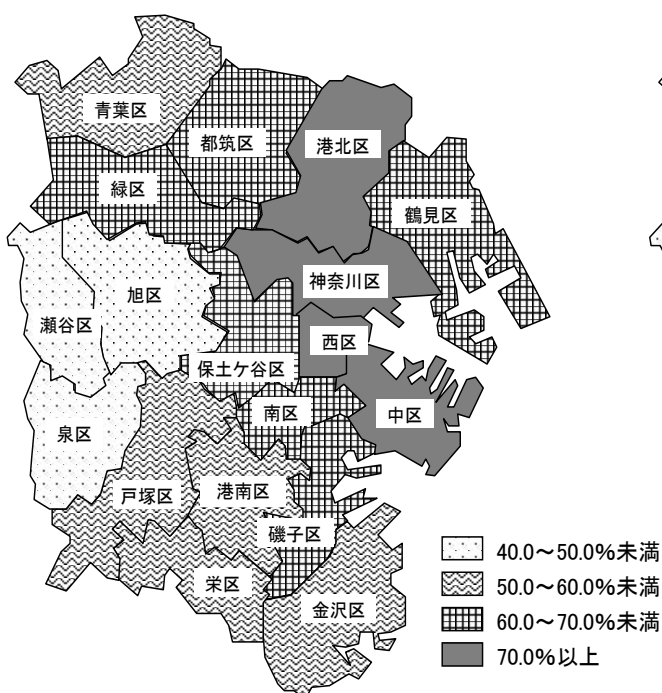 青葉区
都筑区
港北区
緑区
鶴見区
神奈川区
旭区
瀬谷区
西区
保土ケ谷区
南区
中区
泉区
戸塚区
港南区
磯子区
栄区
金沢区
40.0～50.0%未満
50.0～60.0%未満
60.0～70.0%未満
70.0%以上